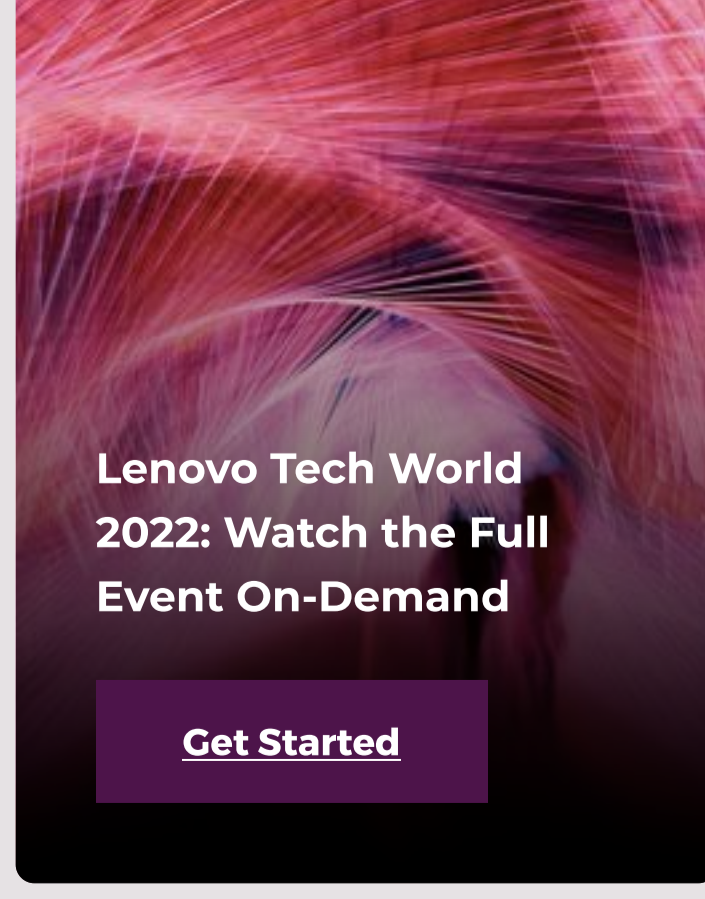 Lenovo Tech World
2022: Watch the Full
Event On-Demand
Get Started